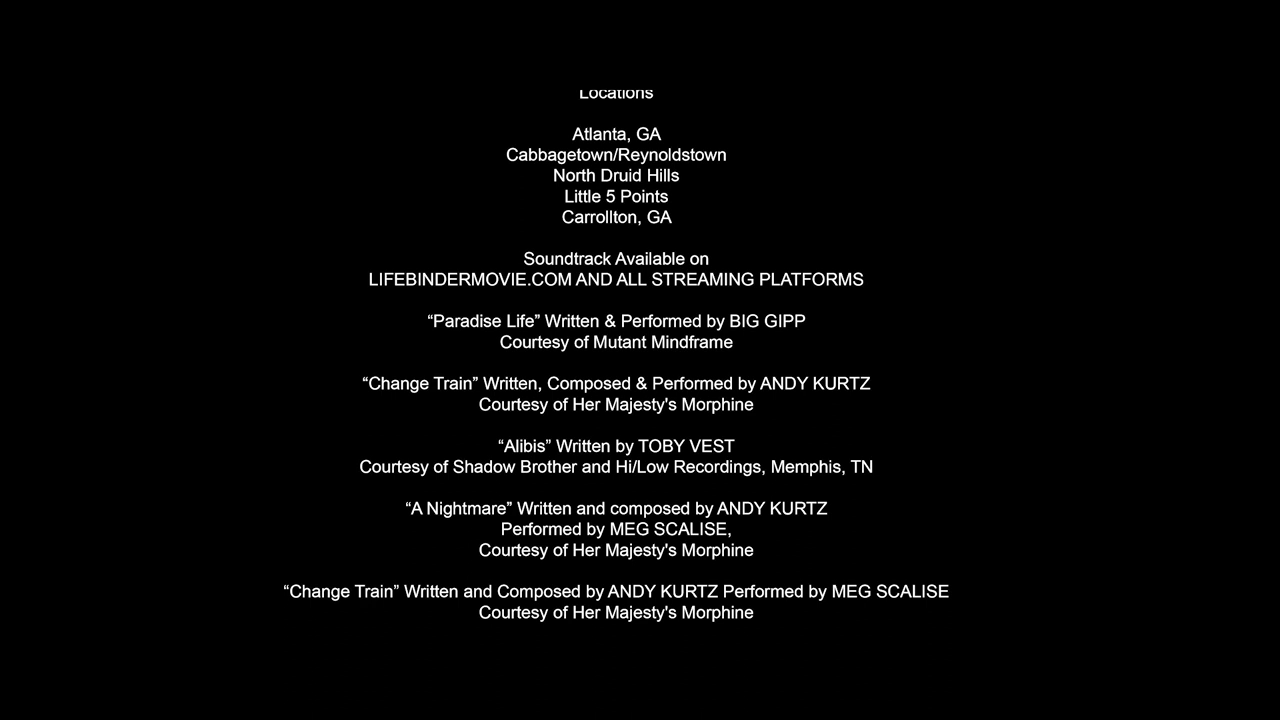 Locations
Atlanta, GA
Cabbagetown/Reynoldstown
North Druid Hills
Little 5 Points
Carrollton, GA
Soundtrack Available on
LIFEBINDERMOVIE.COM AND ALL STREAMING PLATFORMS
“Paradise Life” Written & Performed by BIG GIPP
Courtesy of Mutant Mindframe
“Change Train” Written, Composed & Performed by ANDY KURTZ
Courtesy of Her Majesty's Morphine
“Alibis” Written by TOBY VEST
Courtesy of Shadow Brother and Hi/Low Recordings, Memphis, TN
“A Nightmare” Written and composed by ANDY KURTZ
Performed by MEG SCALISE,
Courtesy of Her Majesty's Morphine
“Change Train” Written and Composed by ANDY KURTZ Performed by MEG SCALISE
Courtesy of Her Majesty's Morphine